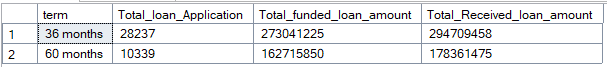 term Total_loan_Application Total_funded_loan_amount Total_Received_loan_amount
1 36 months 28237 273041225 294709458
2 60 months 10339 162715850 178361475